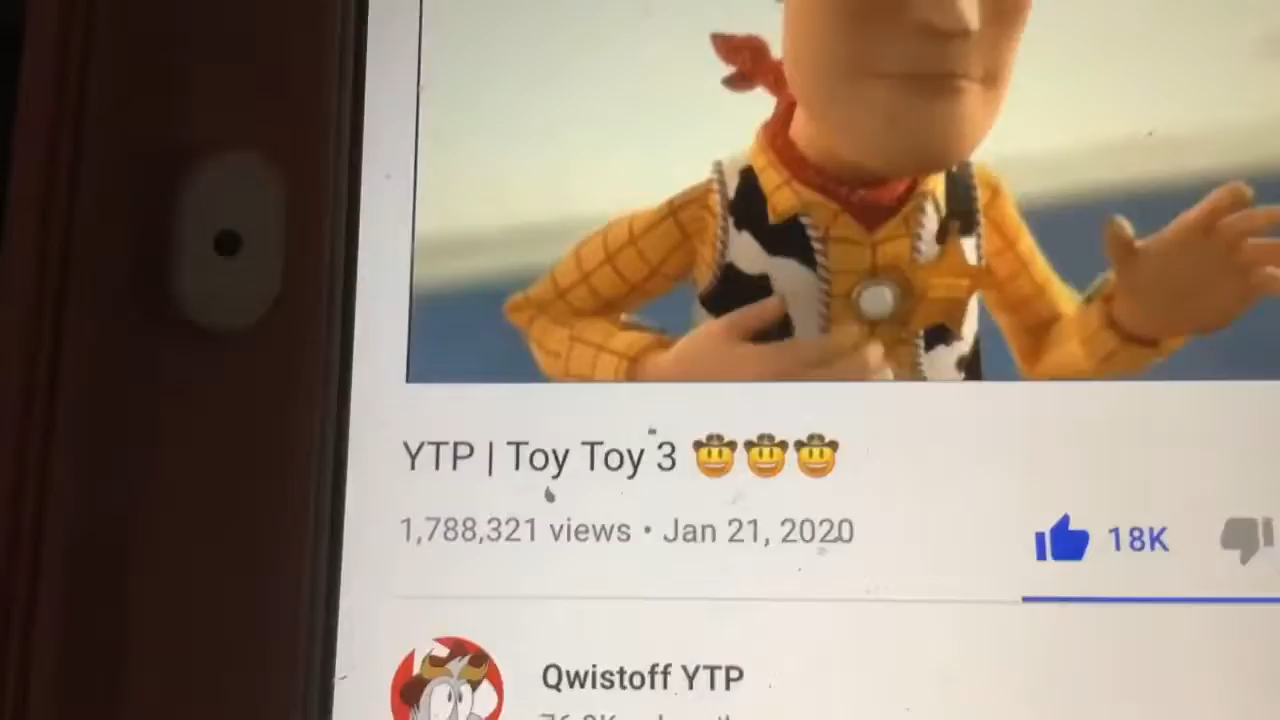 YTP | Toy Toy 3 🤠🤠🤠
1,788,321 views • Jan 21, 2020
18K
Qwistoff YTP